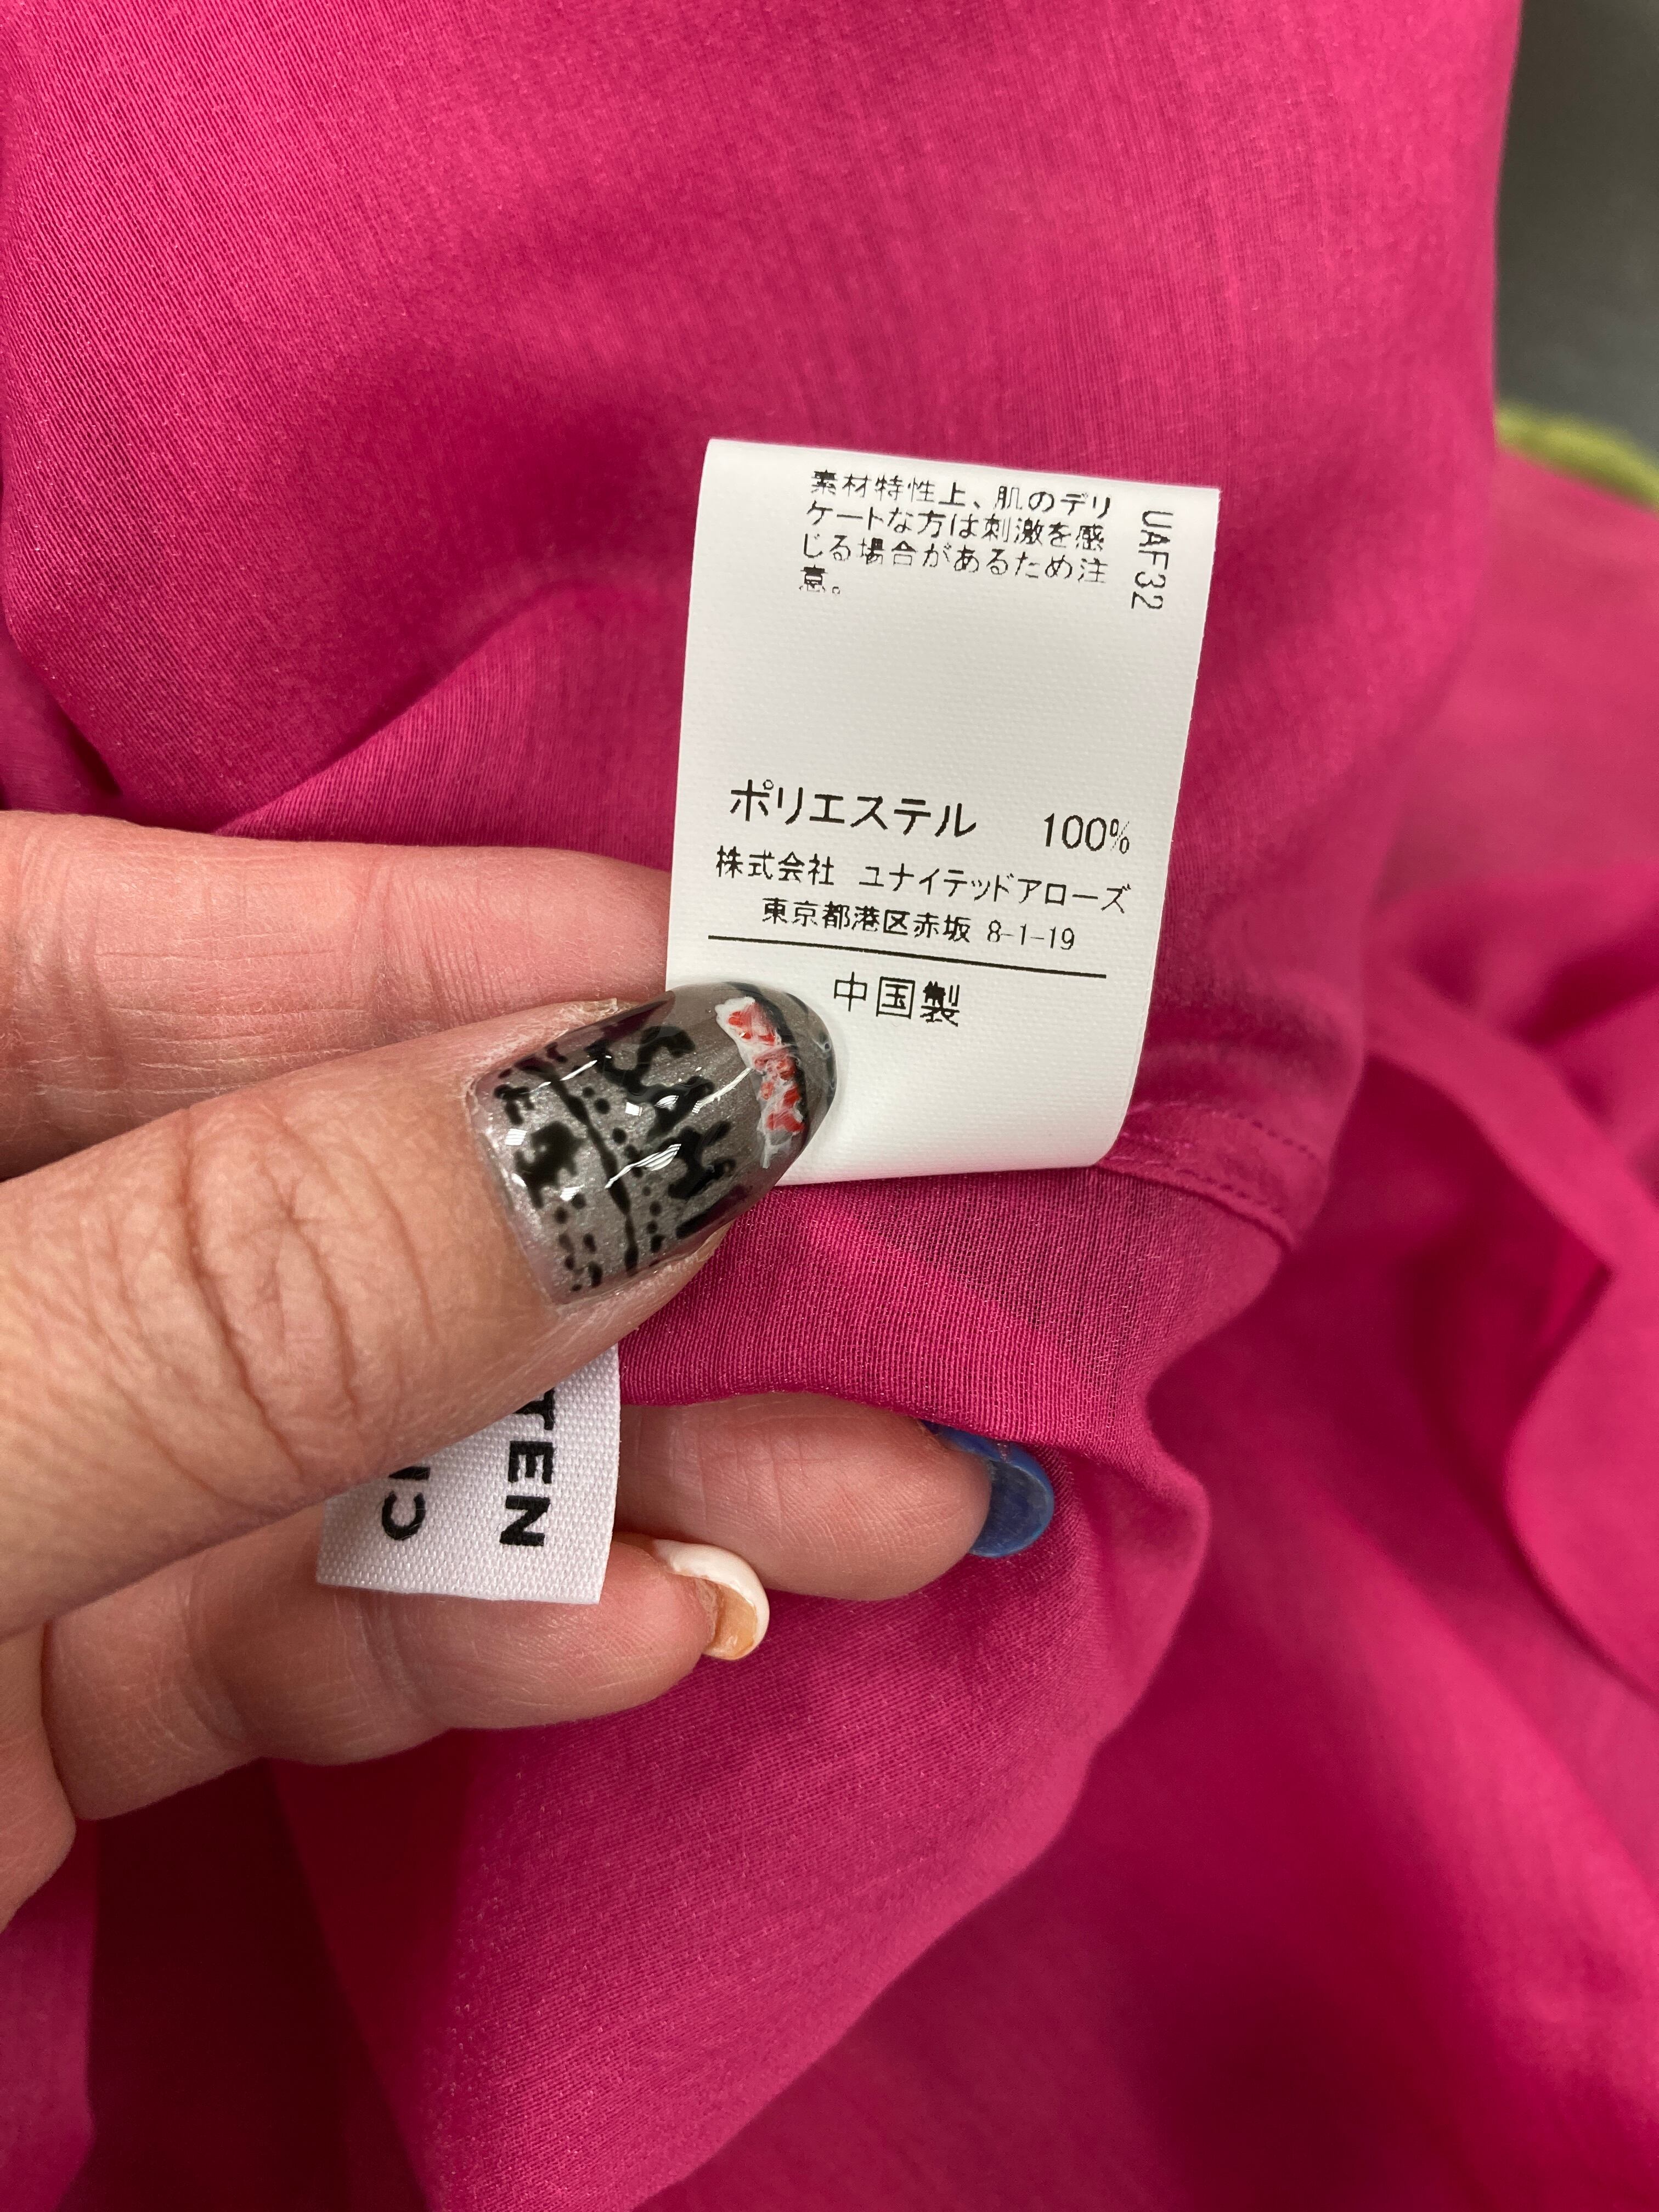 素材特性上、肌のデリ
ケートな方は刺激を感
じる場合があるため注
意。
UAF32
ポリエステル 100%
株式会社 ユナイテッドアローズ
東京都港区赤坂 8-1-19
中国製
TEN